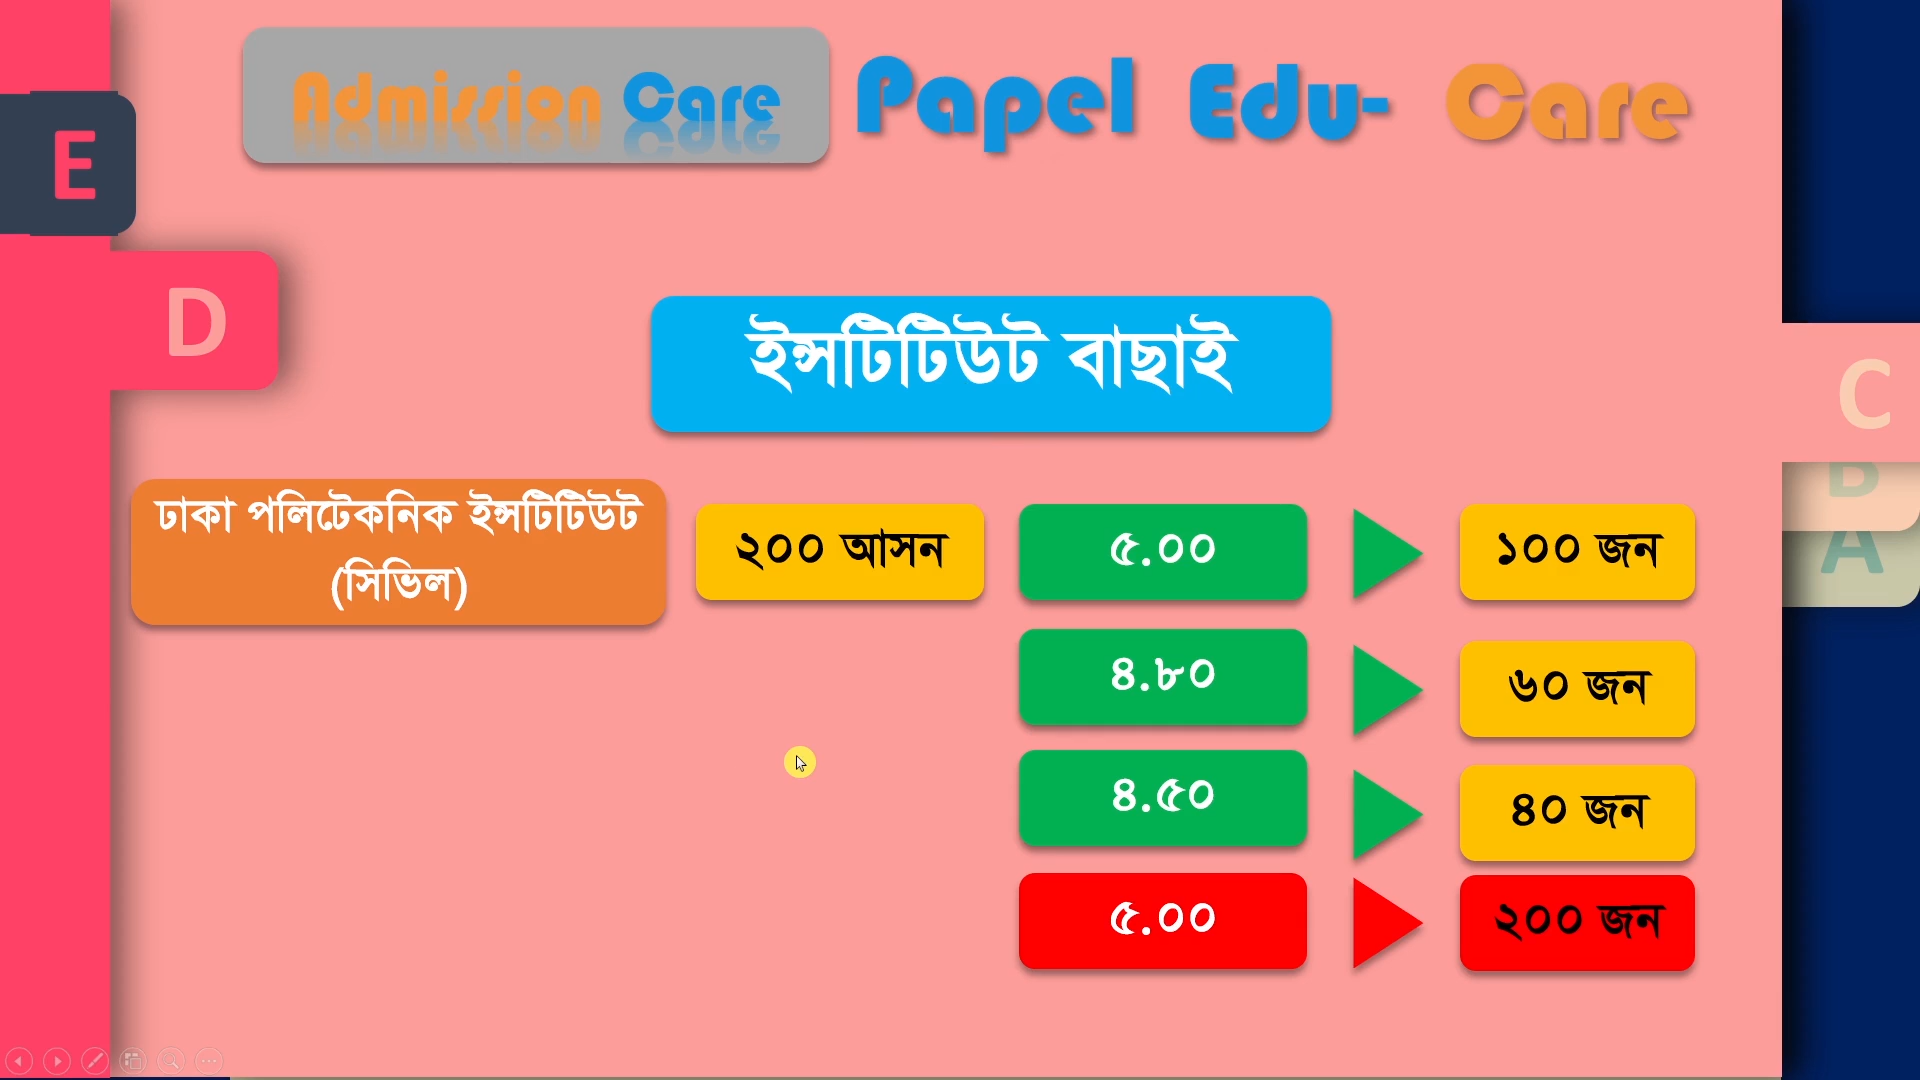 Admission Care
Papel Edu- Care
E
D
C
B
A
ইন্সটিটিউট বাছাই
ঢাকা পলিটেকনিক ইন্সটিটিউট
(সিভিল)
২০০ আসন
৫.০০
১০০ জন
৪.৮০
৬০ জন
৪.৫০
৪০ জন
৫.০০
২০০ জন